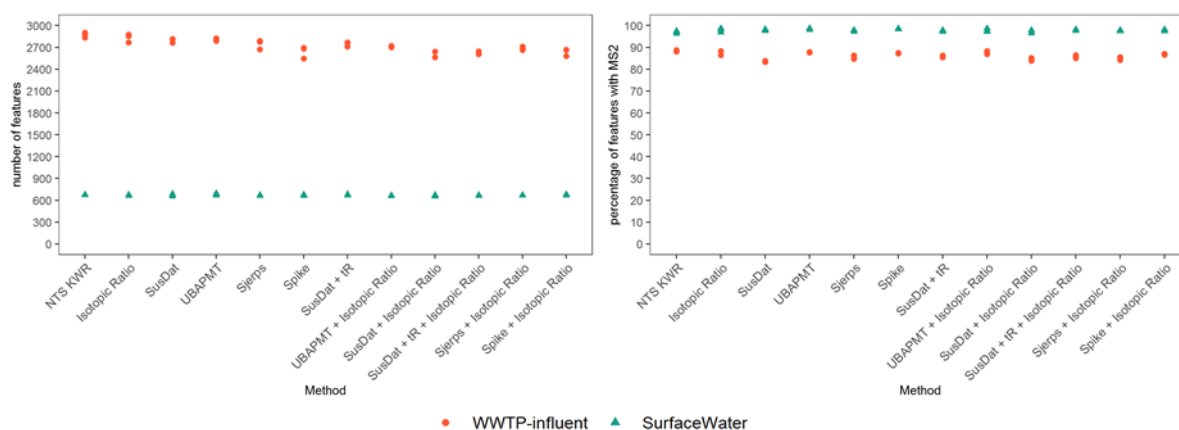 number of features
3000
2700
2400
2100
1800
1500
1200
900
600
300
0
NTS KWR
Isotopic Ratio
SusDat
UBAPMT
Sjerps
Spike
SusDat + tR
UBAPMT + Isotopic Ratio
SusDat + Isotopic Ratio
SusDat + tR + Isotopic Ratio
Sjerps + Isotopic Ratio
Spike + Isotopic Ratio
Method
percentage of features with MS2
100
90
80
70
60
50
40
30
20
10
0
NTS KWR
Isotopic Ratio
SusDat
UBAPMT
Sjerps
Spike
SusDat + tR
UBAPMT + Isotopic Ratio
SusDat + Isotopic Ratio
SusDat + tR + Isotopic Ratio
Sjerps + Isotopic Ratio
Spike + Isotopic Ratio
Method
WWTP-influent SurfaceWater